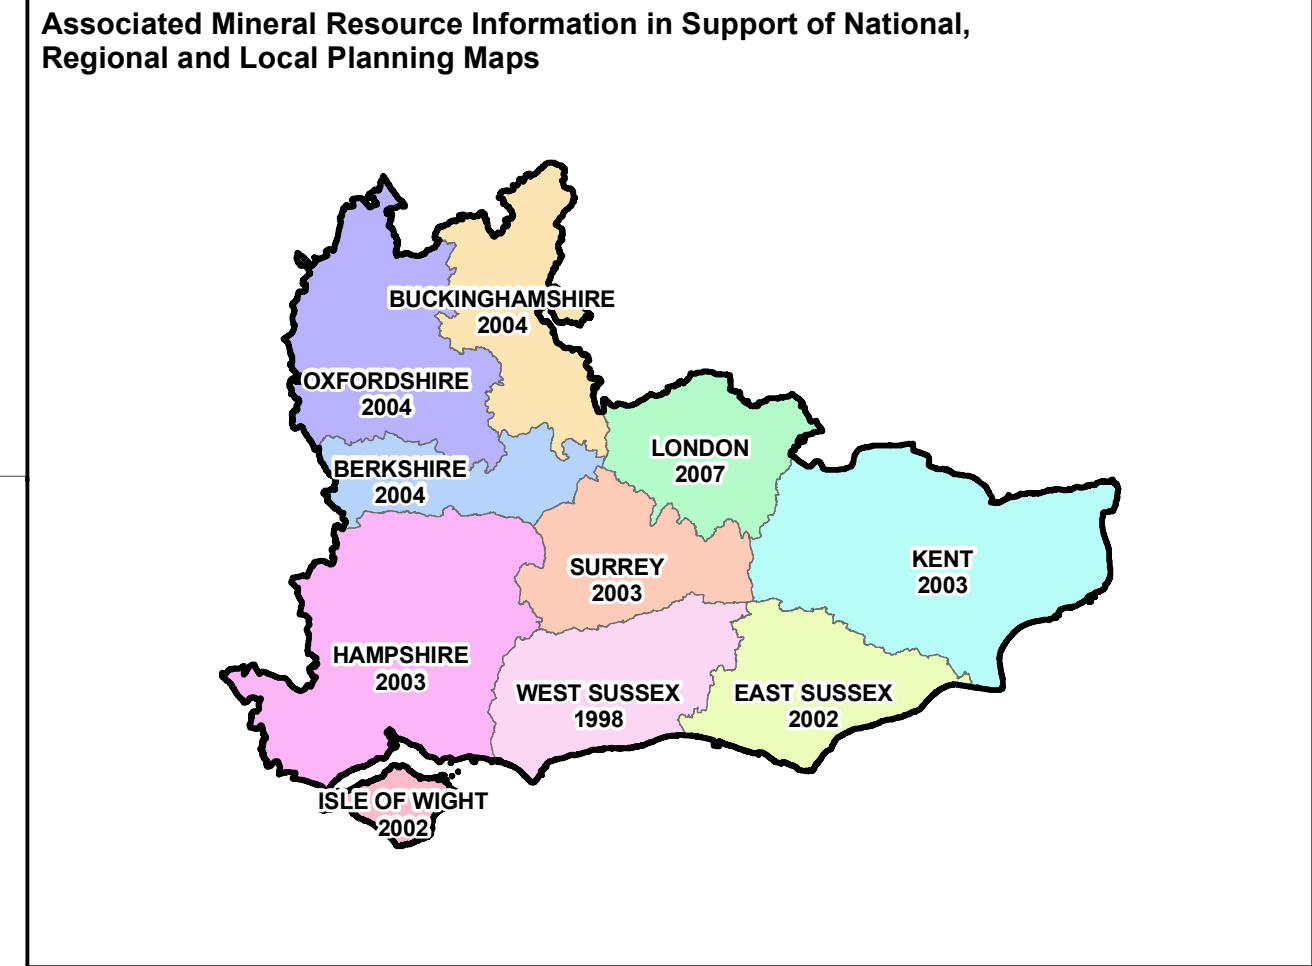 Associated Mineral Resource Information in Support of National,
Regional and Local Planning Maps
BUCKINGHAMSHIRE
2004
OXFORDSHIRE
2004
LONDON
2007
BERKSHIRE
2004
KENT
2003
SURREY
2003
HAMPSHIRE
2003
WEST SUSSEX
1998
EAST SUSSEX
2002
ISLE OF WIGHT
2002